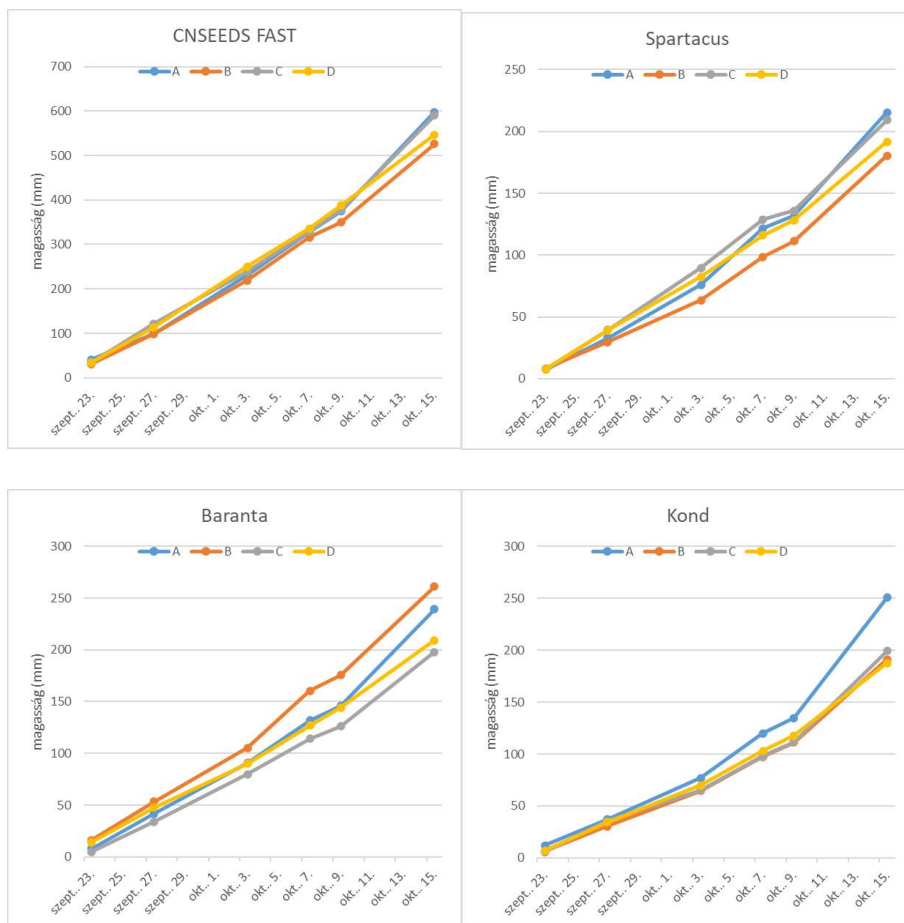 CNSEEDS FAST
A B C D
magasság (mm)
700
600
500
400
300
200
100
0
szept.. 23.
szept.. 25.
szept.. 27.
szept.. 29.
okt.. 1.
okt.. 3.
okt.. 5.
okt.. 7.
okt.. 9.
okt.. 11.
okt.. 13.
okt.. 15.
Spartacus
A B C D
magasság (mm)
250
200
150
100
50
0
szept.. 23.
szept.. 25.
szept.. 27.
szept.. 29.
okt.. 1.
okt.. 3.
okt.. 5.
okt.. 7.
okt.. 9.
okt.. 11.
okt.. 13.
okt.. 15.
Baranta
A B C D
magasság (mm)
300
250
200
150
100
50
0
szept.. 23.
szept.. 25.
szept.. 27.
szept.. 29.
okt.. 1.
okt.. 3.
okt.. 5.
okt.. 7.
okt.. 9.
okt.. 11.
okt.. 13.
okt.. 15.
Kond
A B C D
magasság (mm)
300
250
200
150
100
50
0
szept.. 23.
szept.. 25.
szept.. 27.
szept.. 29.
okt.. 1.
okt.. 3.
okt.. 5.
okt.. 7.
okt.. 9.
okt.. 11.
okt.. 13.
okt.. 15.